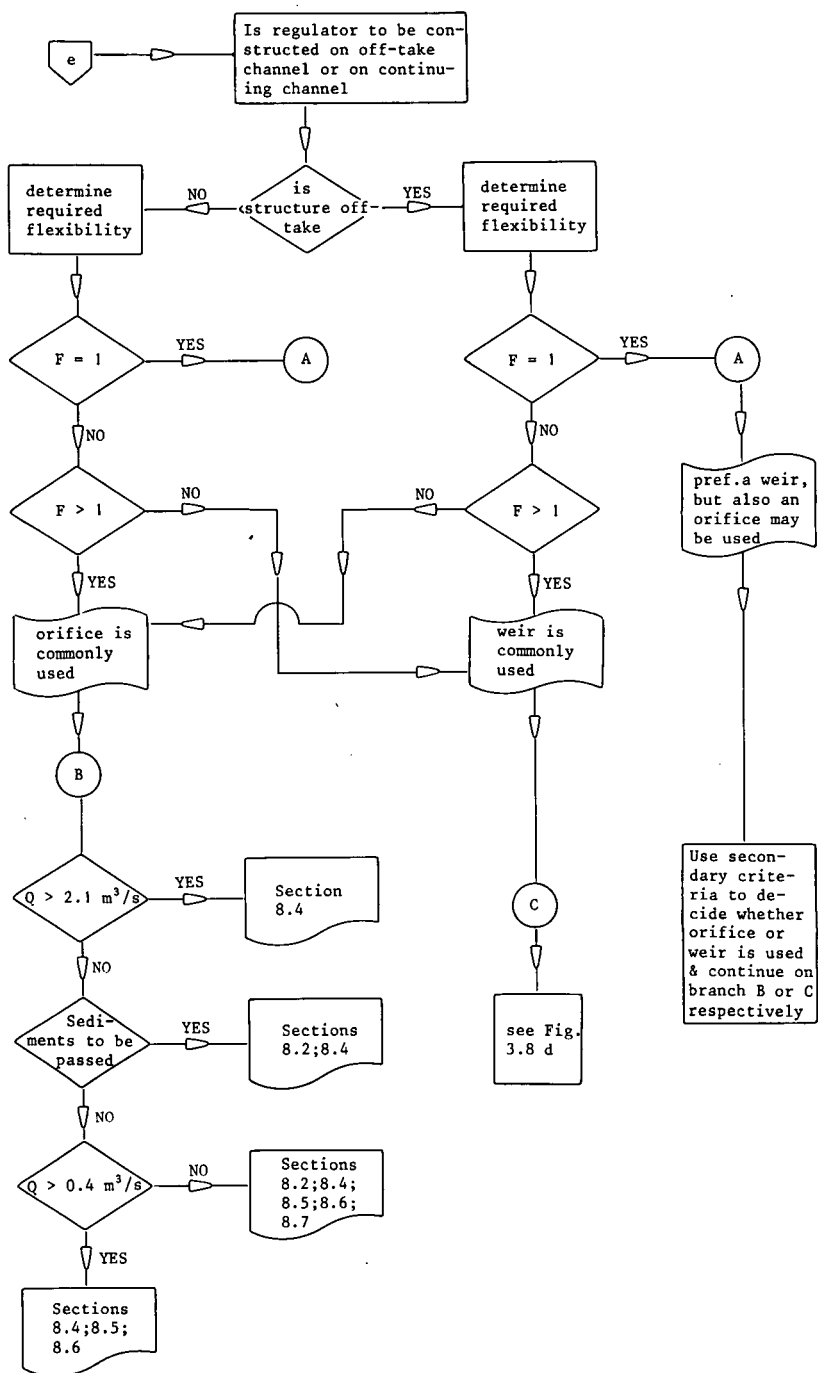 e
Is regulator to be con-
structed on off-take
channel or on continu-
ing channel
determine
required
flexibility
NO
is
structure off-
take
YES
determine
required
flexibility
F = 1
YES
A
F = 1
YES
A
NO
NO
F > 1
NO
NO
F > 1
pref.a weir,
but also an
orifice may
be used
YES
YES
orifice is
commonly
used
weir is
commonly
used
B
Q > 2.1 m³/s
YES
Section
8.4
C
Use secon-
dary crite-
ria to de-
cide whether
orifice or
weir is used
& continue on
branch B or C
respectively
NO
Sedi-
ments to be
passed
YES
Sections
8.2;8.4
see Fig.
3.8 d
NO
Q > 0.4 m³/s
NO
Sections
8.2;8.4;
8.5;8.6;
8.7
YES
Sections
8.4;8.5;
8.6